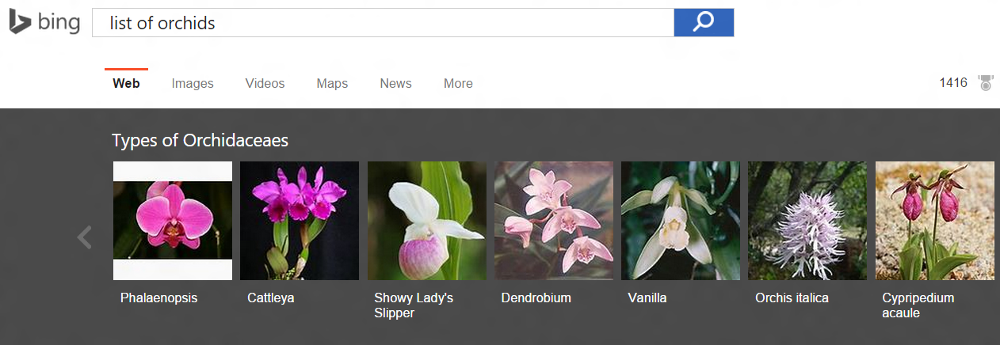 bing
list of orchids
Web Images Videos Maps News More 1416
Types of Orchidaceaes
Phalaenopsis
Cattleya
Showy Lady's
Slipper
Dendrobium
Vanilla
Orchis italica
Cypripedium
acaule